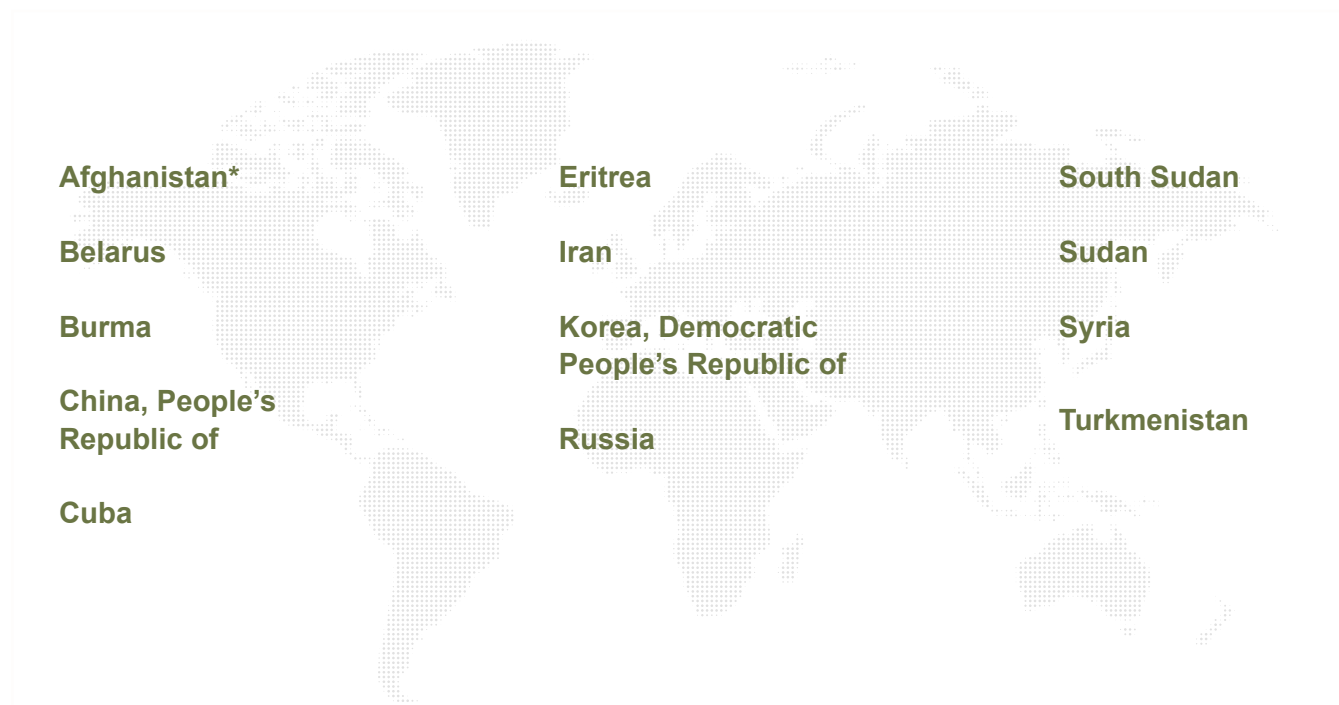 Afghanistan*
Belarus
Burma
China, People’s
Republic of
Cuba
Eritrea
Iran
Korea, Democratic
People’s Republic of
Russia
South Sudan
Sudan
Syria
Turkmenistan